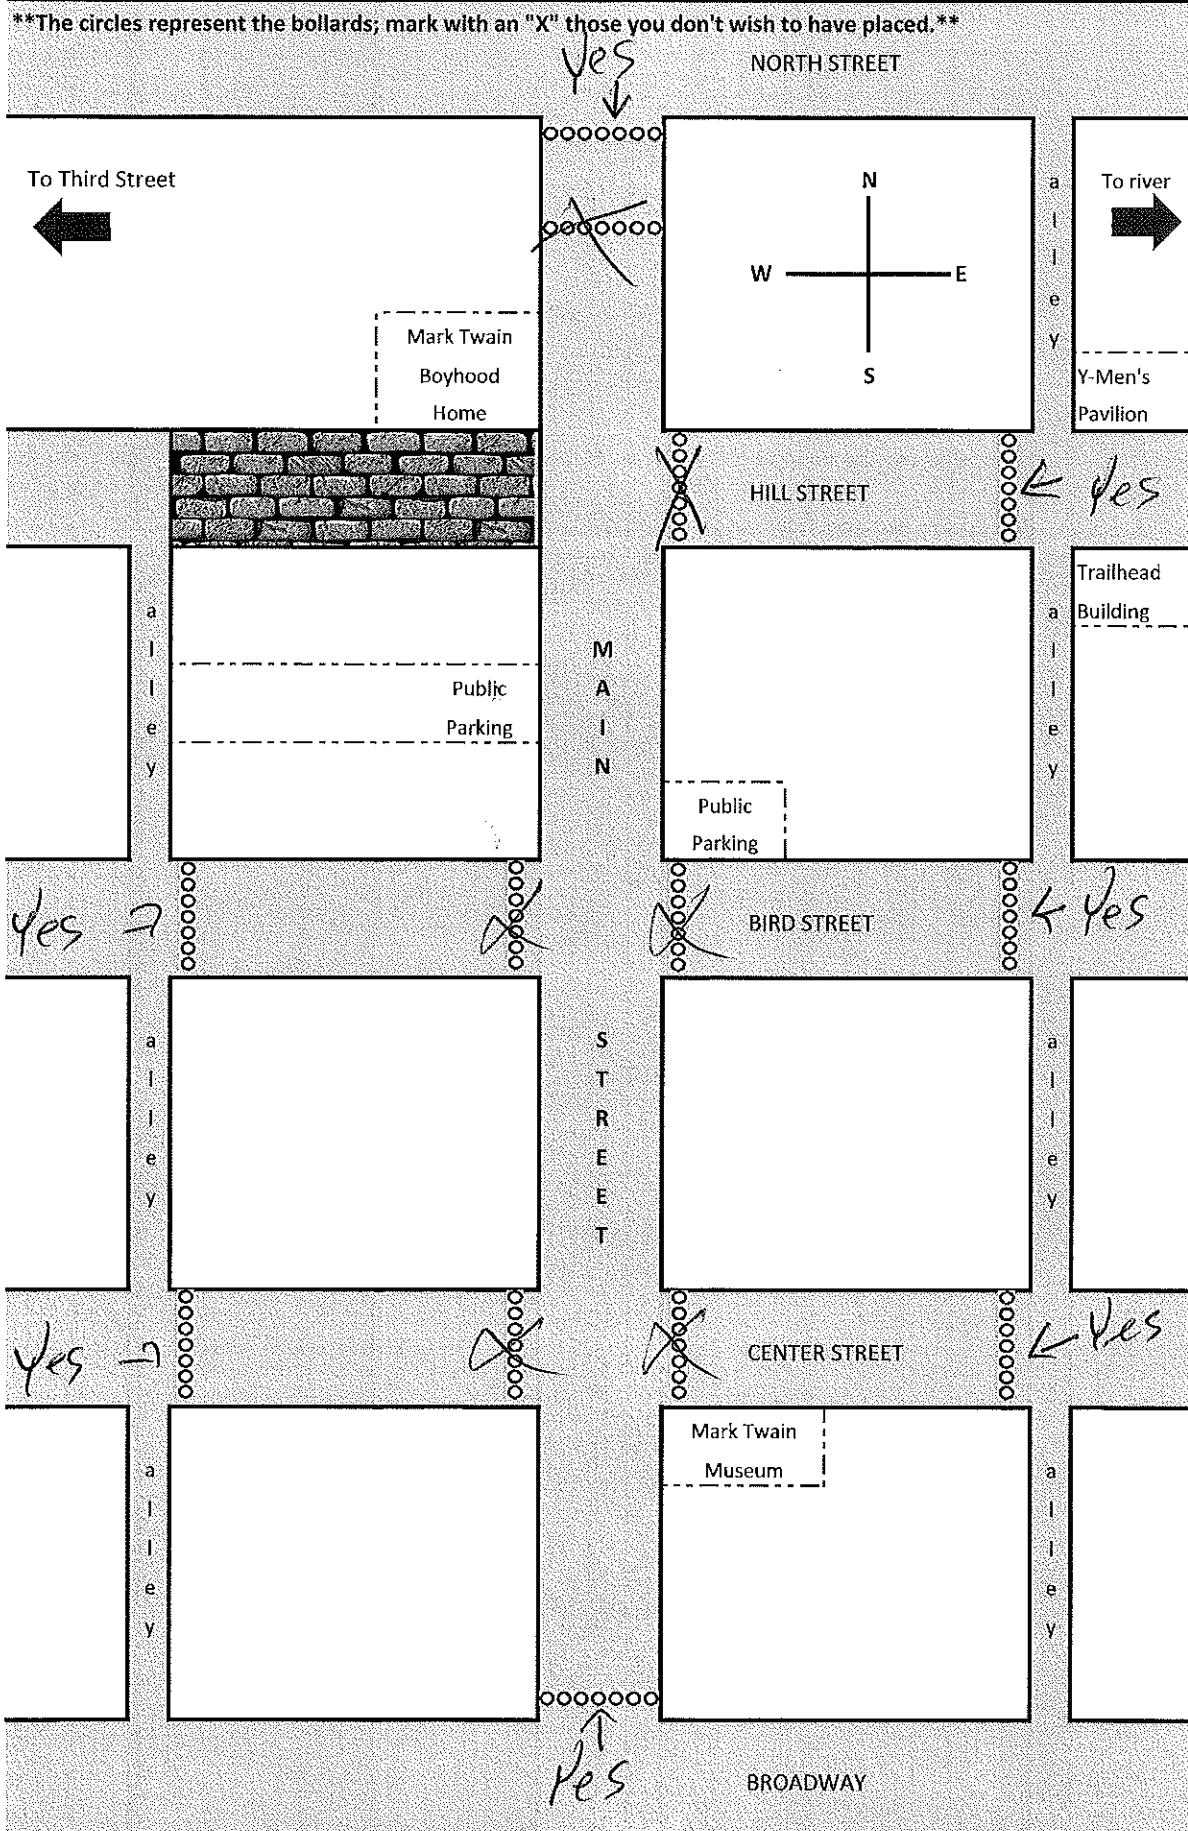 **The circles represent the bollards; mark with an "X" those you don't wish to have placed.**
Yes
NORTH STREET
To Third Street
To river
N
W
E
S
alley
Mark Twain
Boyhood
Home
Y-Men's
Pavilion
HILL STREET
Yes
Trailhead
Building
alley
alley
MAIN
Public
Parking
Public
Parking
Yes
BIRD STREET
Yes
alley
STREET
alley
Yes
CENTER STREET
Yes
Mark Twain
Museum
alley
alley
Yes
BROADWAY